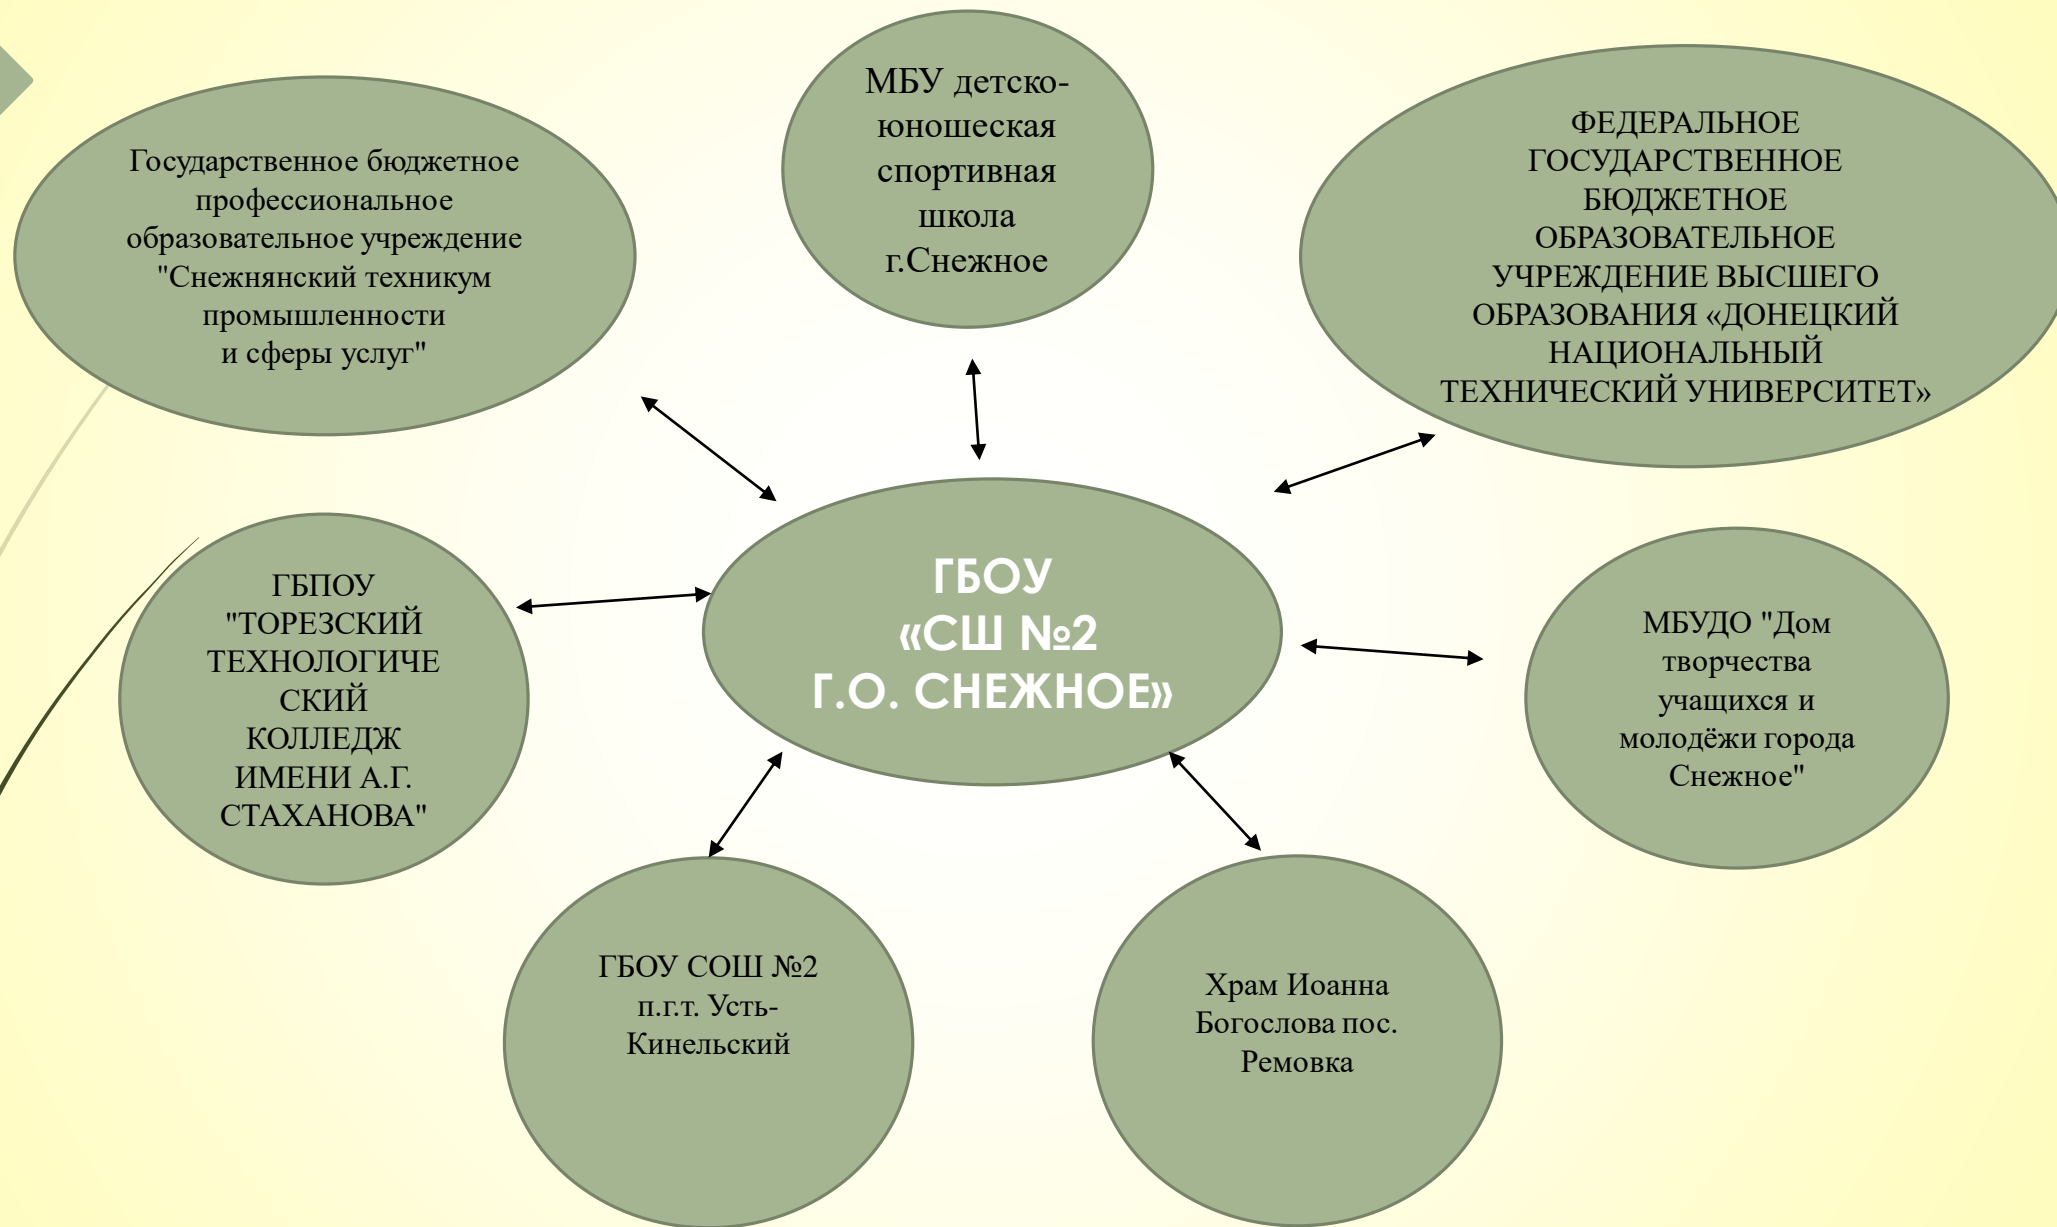 Государственное бюджетное
профессиональное
образовательное учреждение
"Снежнянский техникум
промышленности
и сферы услуг"
МБУ детско-
юношеская
спортивная
школа
г.Снежное
ФЕДЕРАЛЬНОЕ
ГОСУДАРСТВЕННОЕ
БЮДЖЕТНОЕ
ОБРАЗОВАТЕЛЬНОЕ
УЧРЕЖДЕНИЕ ВЫСШЕГО
ОБРАЗОВАНИЯ «ДОНЕЦКИЙ
НАЦИОНАЛЬНЫЙ
ТЕХНИЧЕСКИЙ УНИВЕРСИТЕТ»
ГБПОУ
"ТОРЕЗСКИЙ
ТЕХНОЛОГИЧЕ
СКИЙ
КОЛЛЕДЖ
ИМЕНИ А.Г.
СТАХАНОВА"
ГБОУ
«СШ №2
Г.О. СНЕЖНОЕ»
МБУДО "Дом
творчества
учащихся и
молодёжи города
Снежное"
ГБОУ СОШ №2
п.г.т. Усть-
Кинельский
Храм Иоанна
Богослова пос.
Ремовка